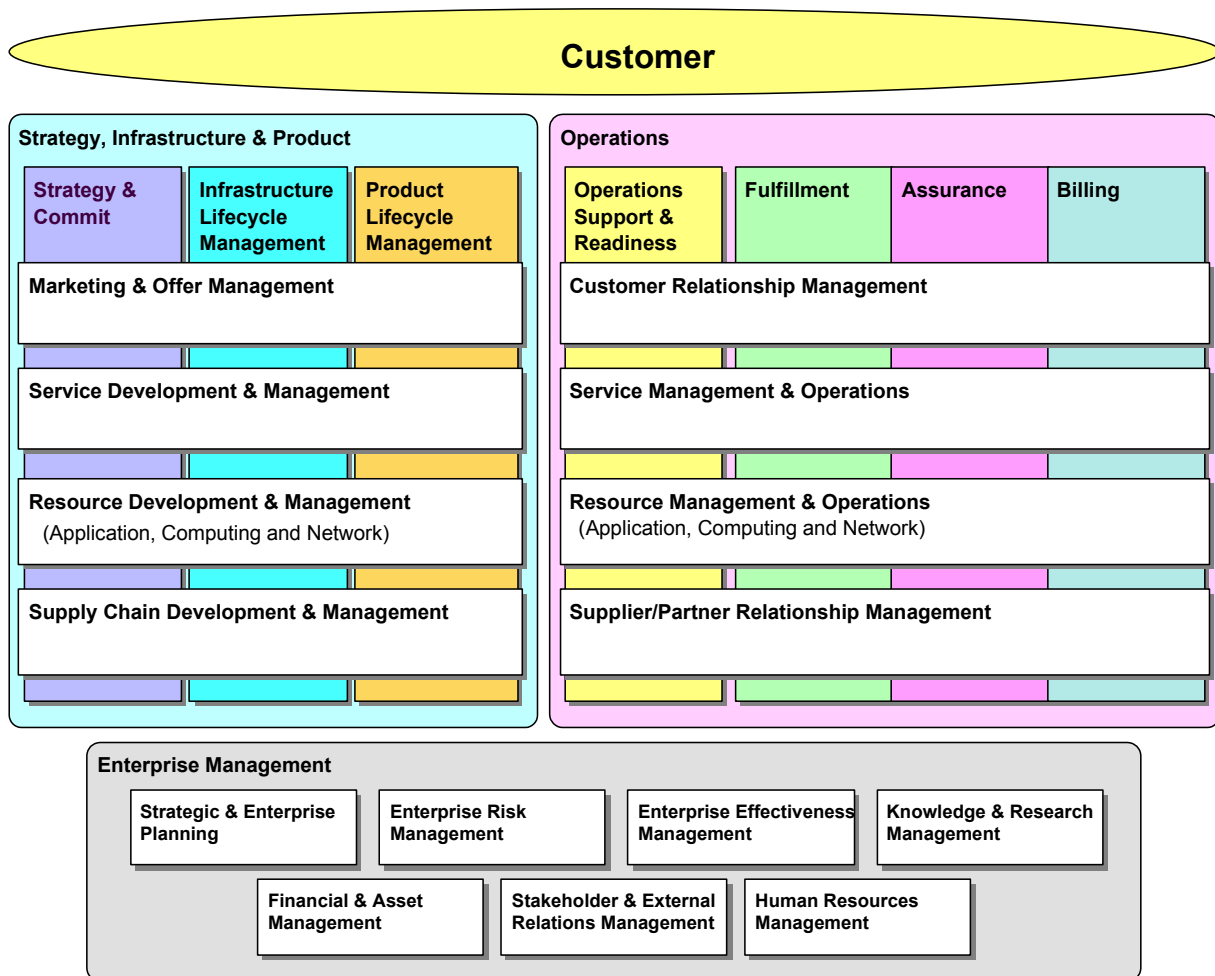 Customer
Strategy, Infrastructure & Product
Strategy &
Commit
Infrastructure
Lifecycle
Management
Product
Lifecycle
Management
Marketing & Offer Management
Service Development & Management
Resource Development & Management
(Application, Computing and Network)
Supply Chain Development & Management
Operations
Operations
Support &
Readiness
Fulfillment
Assurance
Billing
Customer Relationship Management
Service Management & Operations
Resource Management & Operations
(Application, Computing and Network)
Supplier/Partner Relationship Management
Enterprise Management
Strategic & Enterprise
Planning
Enterprise Risk
Management
Enterprise Effectiveness
Management
Knowledge & Research
Management
Financial & Asset
Management
Stakeholder & External
Relations Management
Human Resources
Management